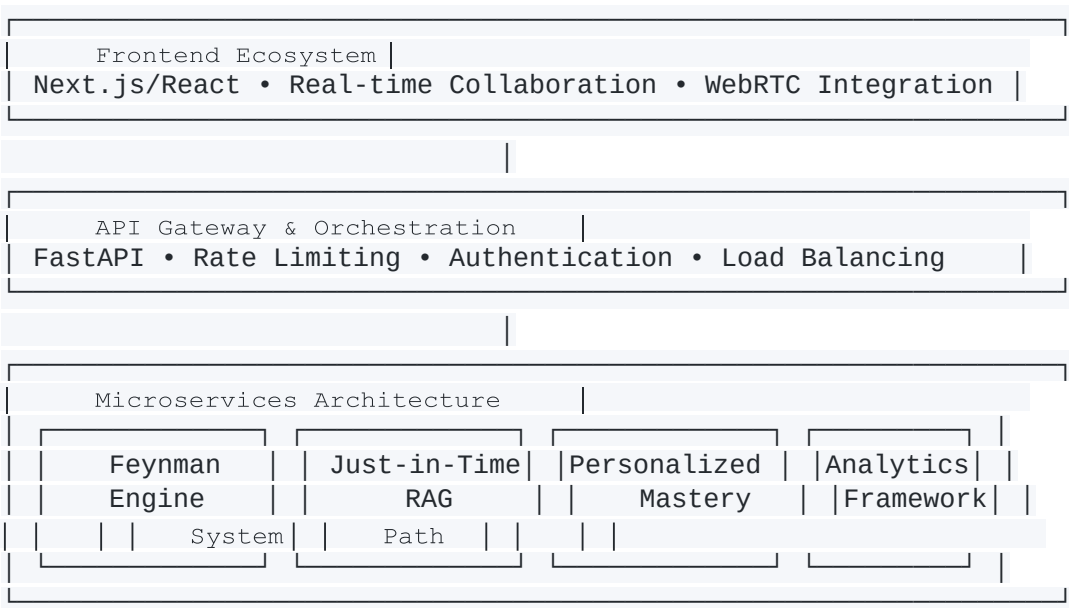 Frontend Ecosystem
Next.js/React • Real-time Collaboration • WebRTC Integration
API Gateway & Orchestration
FastAPI • Rate Limiting • Authentication • Load Balancing
Microservices Architecture
Feynman Just-in-Time Personalized Analytics
Engine RAG Mastery Framework
System Path